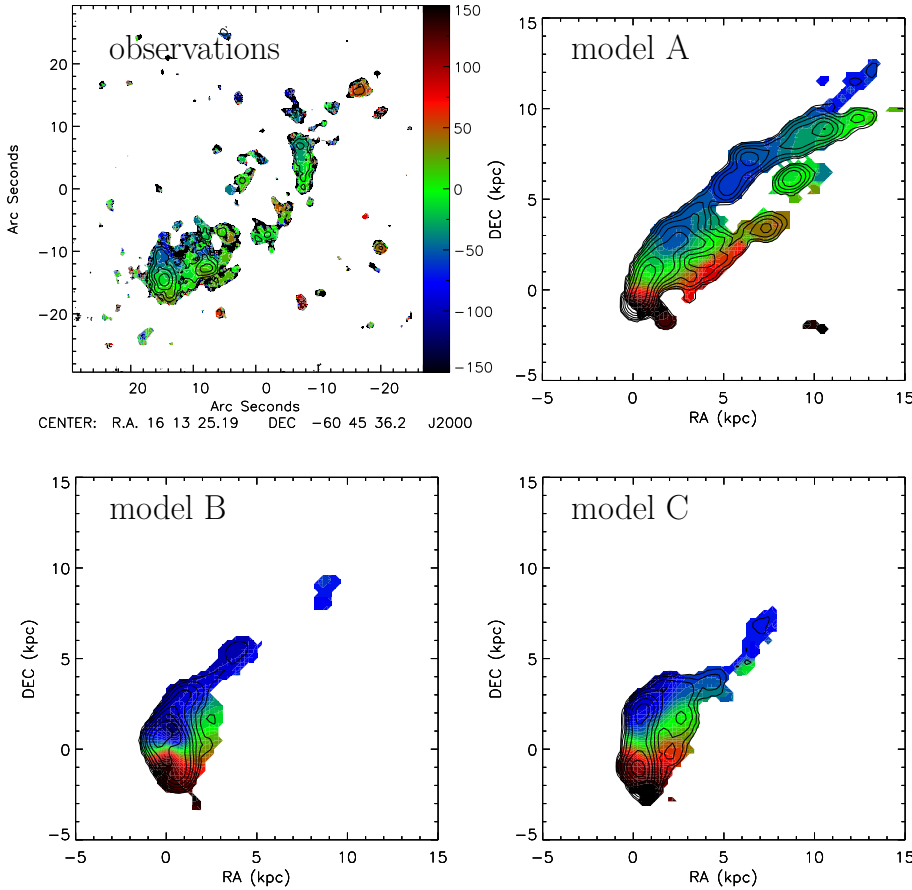 observations
20
10
0
−10
−20
Arc Seconds
20 10 0 −10 −20
Arc Seconds
CENTER: R.A. 16 13 25.19 DEC −60 45 36.2 J2000
150
100
50
0
−50
−100
−150
model A
15
10
5
0
−5
DEC (kpc)
−5 0 5 10 15
RA (kpc)
model B
15
10
5
0
−5
DEC (kpc)
−5 0 5 10 15
RA (kpc)
model C
15
10
5
0
−5
DEC (kpc)
−5 0 5 10 15
RA (kpc)